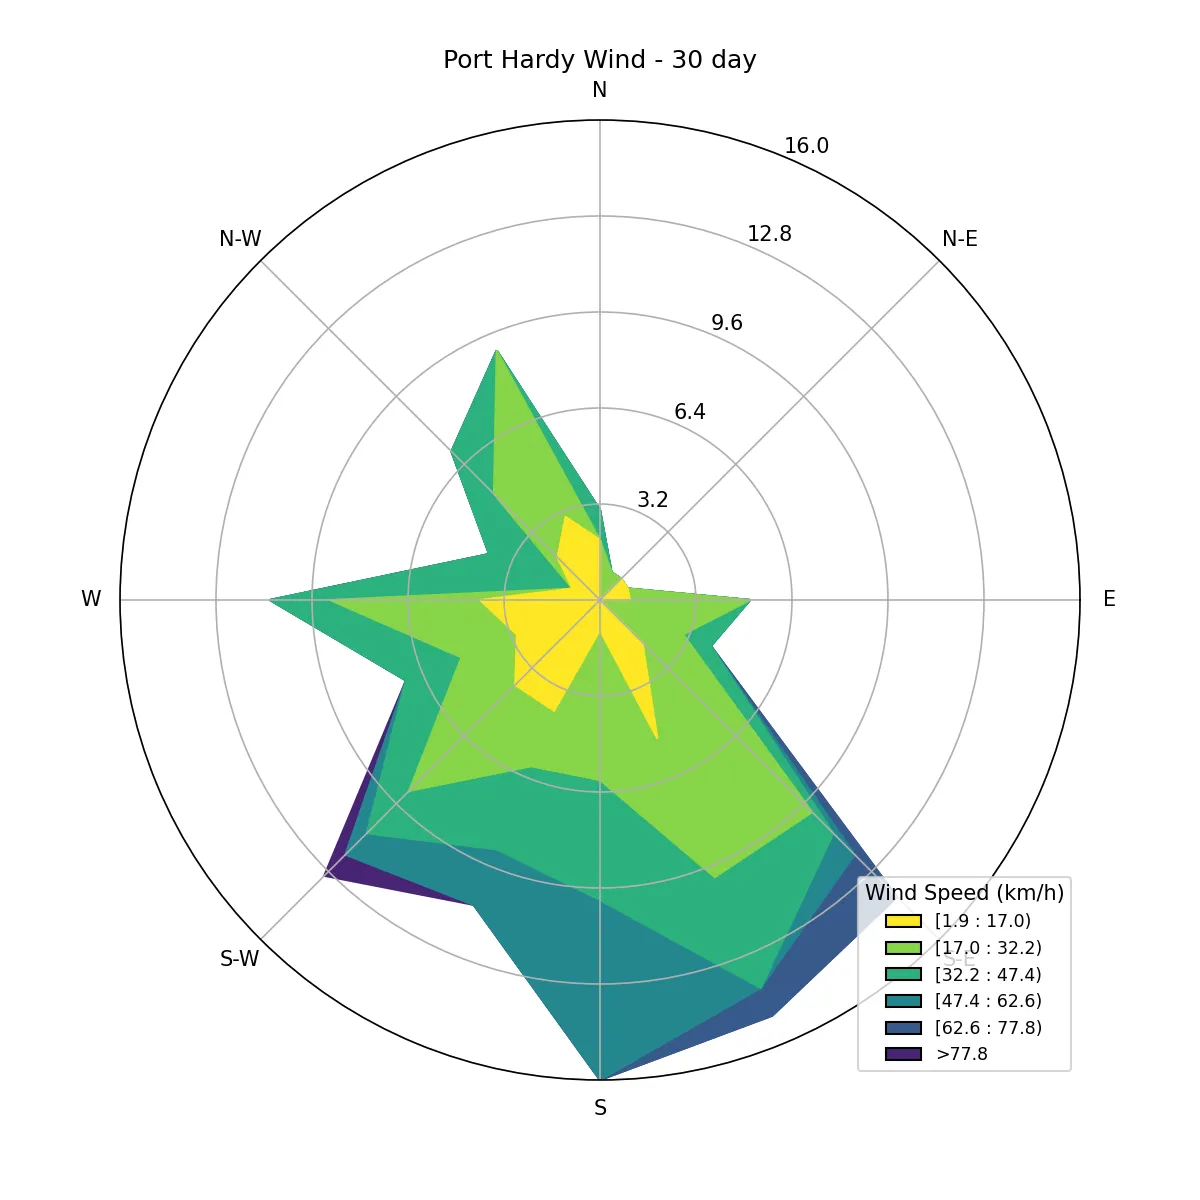 Port Hardy Wind - 30 day
N
16.0
N-W
12.8
N-E
9.6
6.4
3.2
W
E
Wind Speed (km/h)
[1.9 : 17.0)
[17.0 : 32.2)
S-W
S-E
[32.2 : 47.4)
[47.4 : 62.6)
[62.6 : 77.8)
>77.8
S